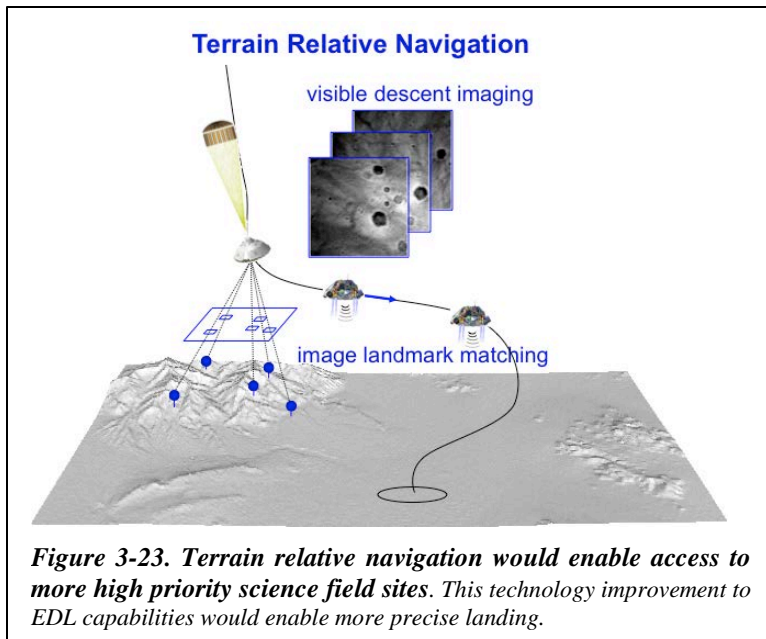 Terrain Relative Navigation
visible descent imaging
image landmark matching
Figure 3-23. Terrain relative navigation would enable access to
more high priority science field sites. This technology improvement to
EDL capabilities would enable more precise landing.